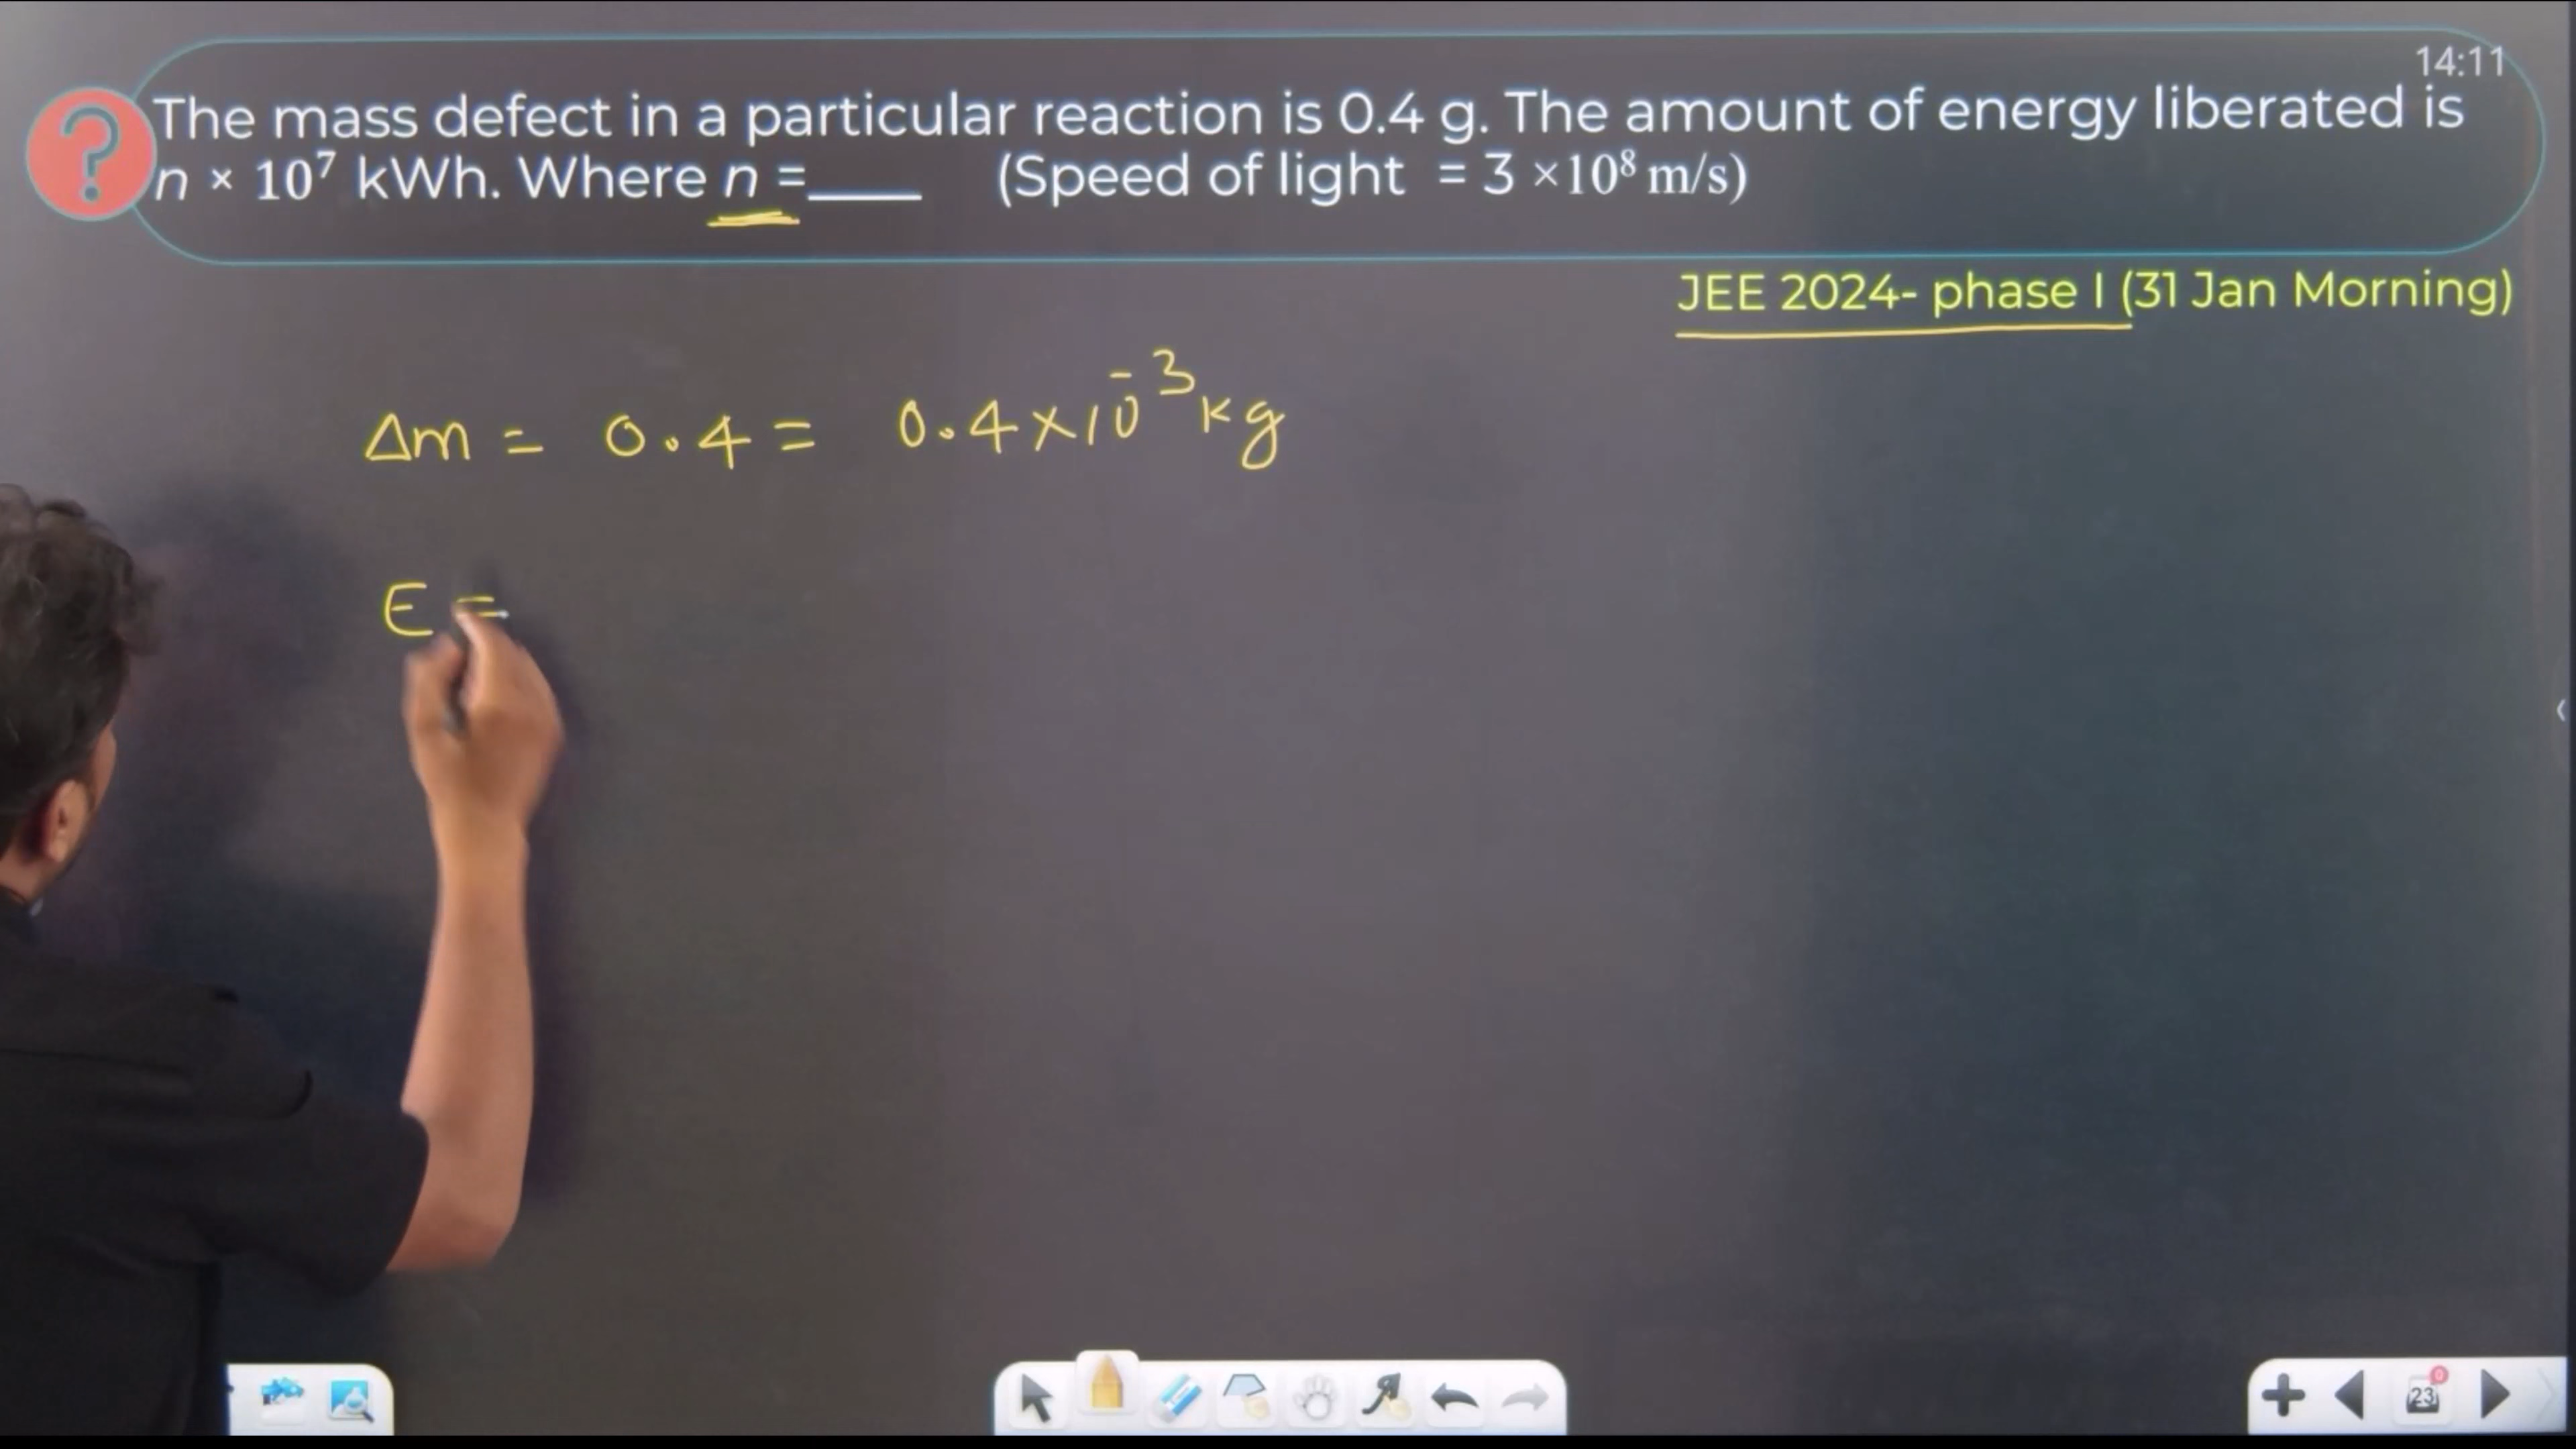 14:11
? The mass defect in a particular reaction is 0.4 g. The amount of energy liberated is
n × 10⁷ kWh. Where n =____ (Speed of light = 3 ×10⁸ m/s)
JEE 2024- phase I (31 Jan Morning)
Δm = 0.4 = 0.4×10⁻³ kg
E =
23
0